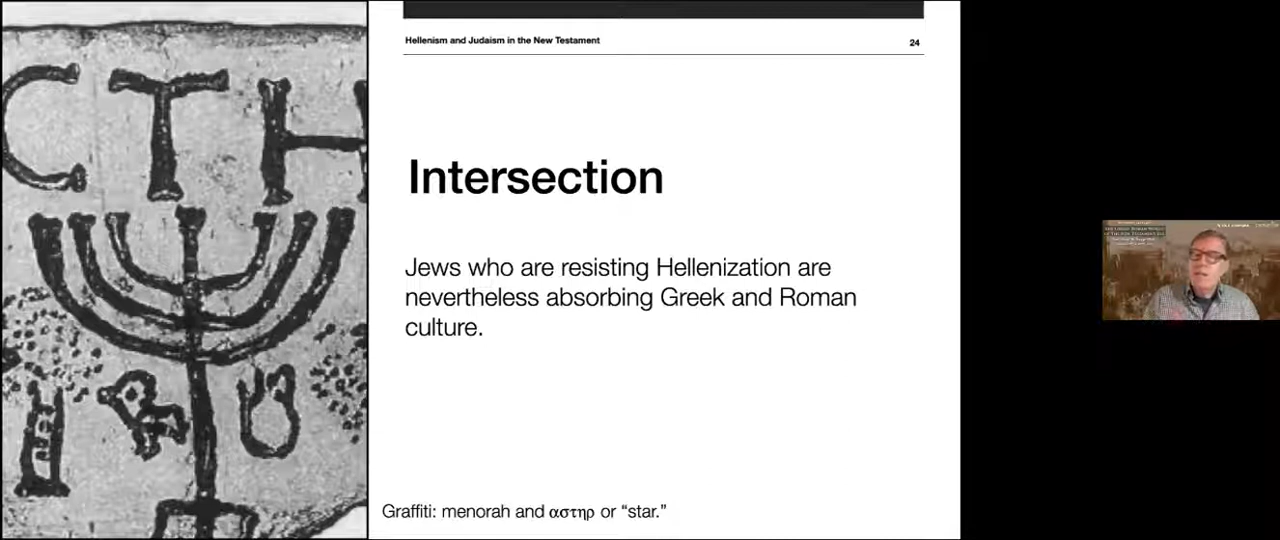 CTH
Hellenism and Judaism in the New Testament
24
Intersection
Jews who are resisting Hellenization are
nevertheless absorbing Greek and Roman
culture.
Graffiti: menorah and αστηρ or “star.”